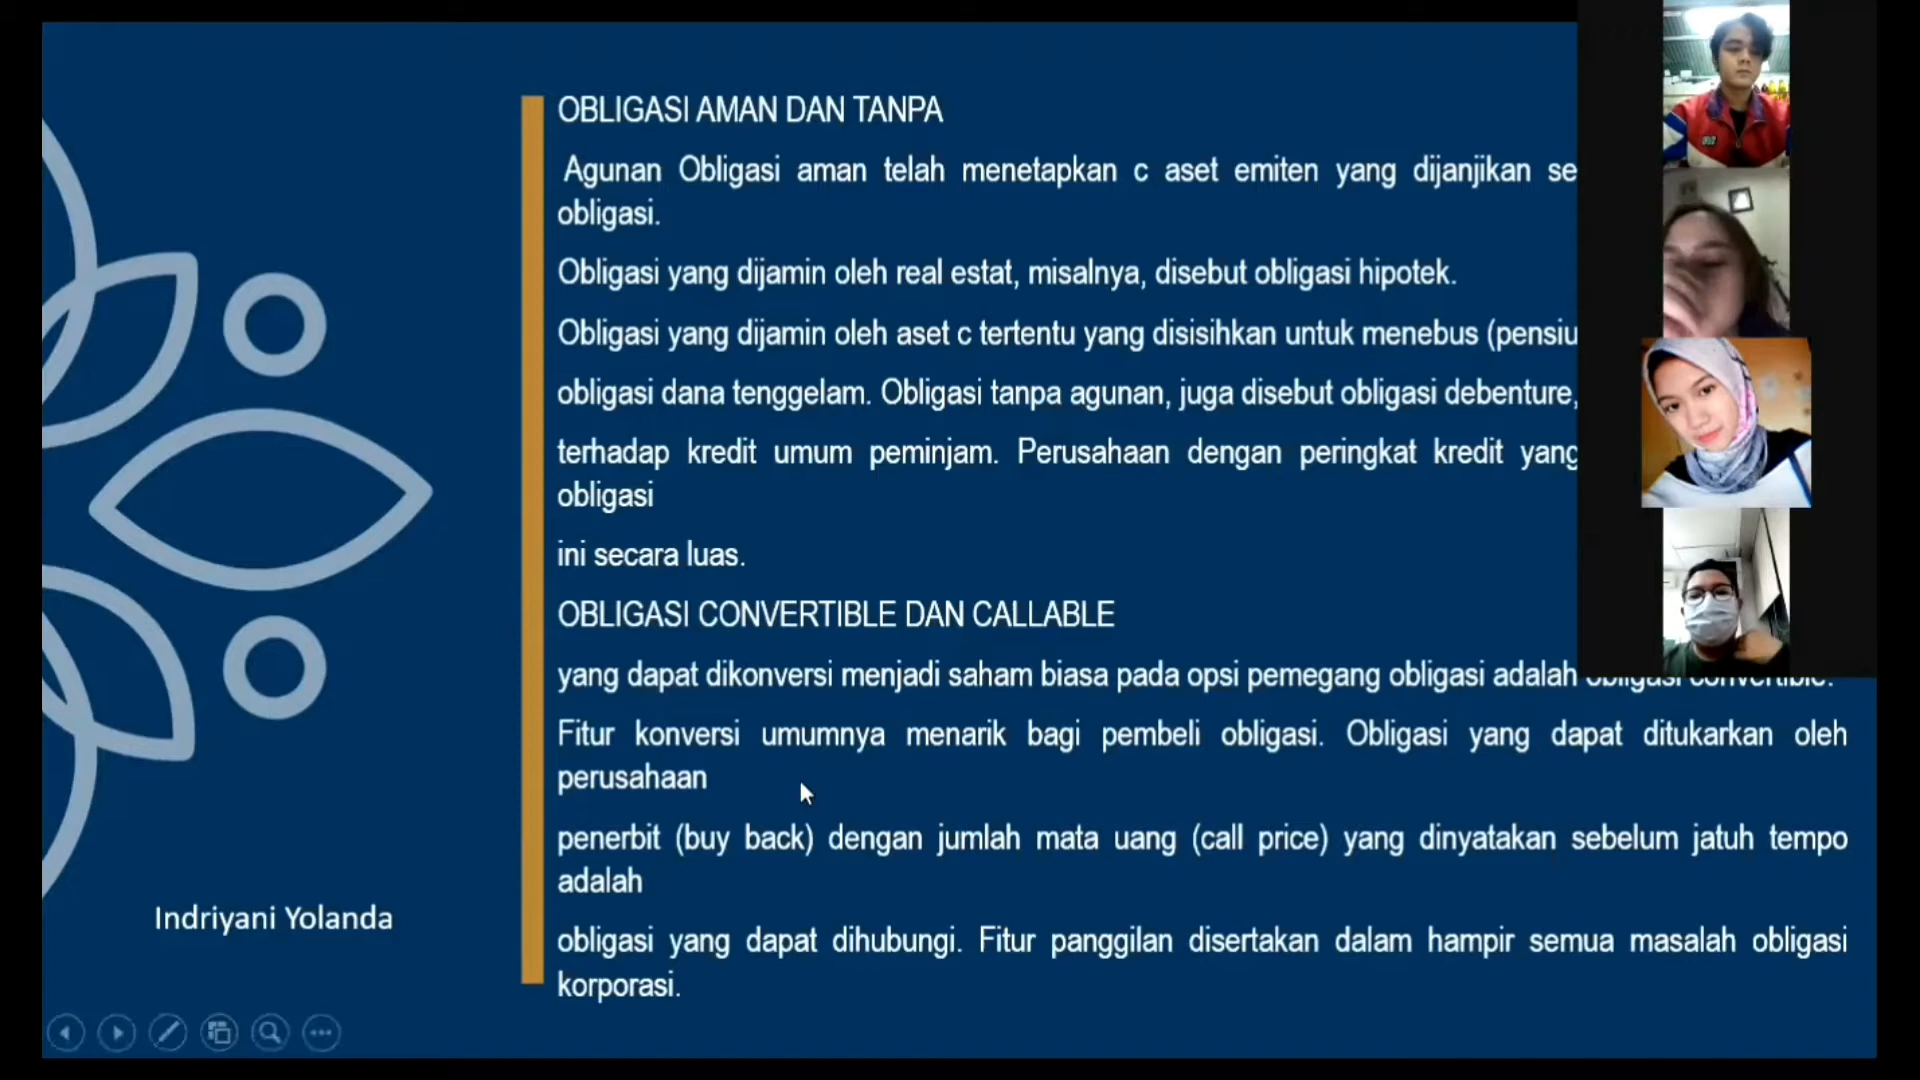 OBLIGASI AMAN DAN TANPA
Agunan Obligasi aman telah menetapkan c aset emiten yang dijanjikan
obligasi.
Obligasi yang dijamin oleh real estat, misalnya, disebut obligasi hipotek.
Obligasi yang dijamin oleh aset c tertentu yang disisihkan untuk menebus
obligasi dana tenggelam. Obligasi tanpa agunan, juga disebut obligasi debenture,
terhadap kredit umum peminjam. Perusahaan dengan peringkat kredit yang
obligasi
ini secara luas.
OBLIGASI CONVERTIBLE DAN CALLABLE
yang dapat dikonversi menjadi saham biasa pada opsi pemegang obligasi adalah obligasi convertible.
Fitur konversi umumnya menarik bagi pembeli obligasi. Obligasi yang dapat ditukarkan oleh
perusahaan
penerbit (buy back) dengan jumlah mata uang (call price) yang dinyatakan sebelum jatuh tempo
adalah
obligasi yang dapat dihubungi. Fitur panggilan disertakan dalam hampir semua masalah obligasi
korporasi.
Indriyani Yolanda